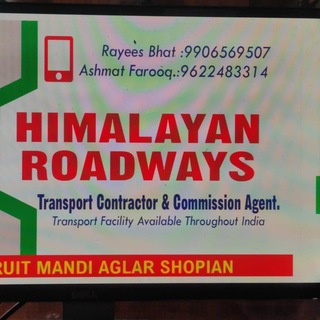 Rayees Bhat :9906569507
Ashmat Farooq.:9622483314
HIMALAYAN
ROADWAYS
Transport Contractor & Commission Agent.
Transport Facility Available Throughout India
RUIT MANDI AGLAR SHOPIAN